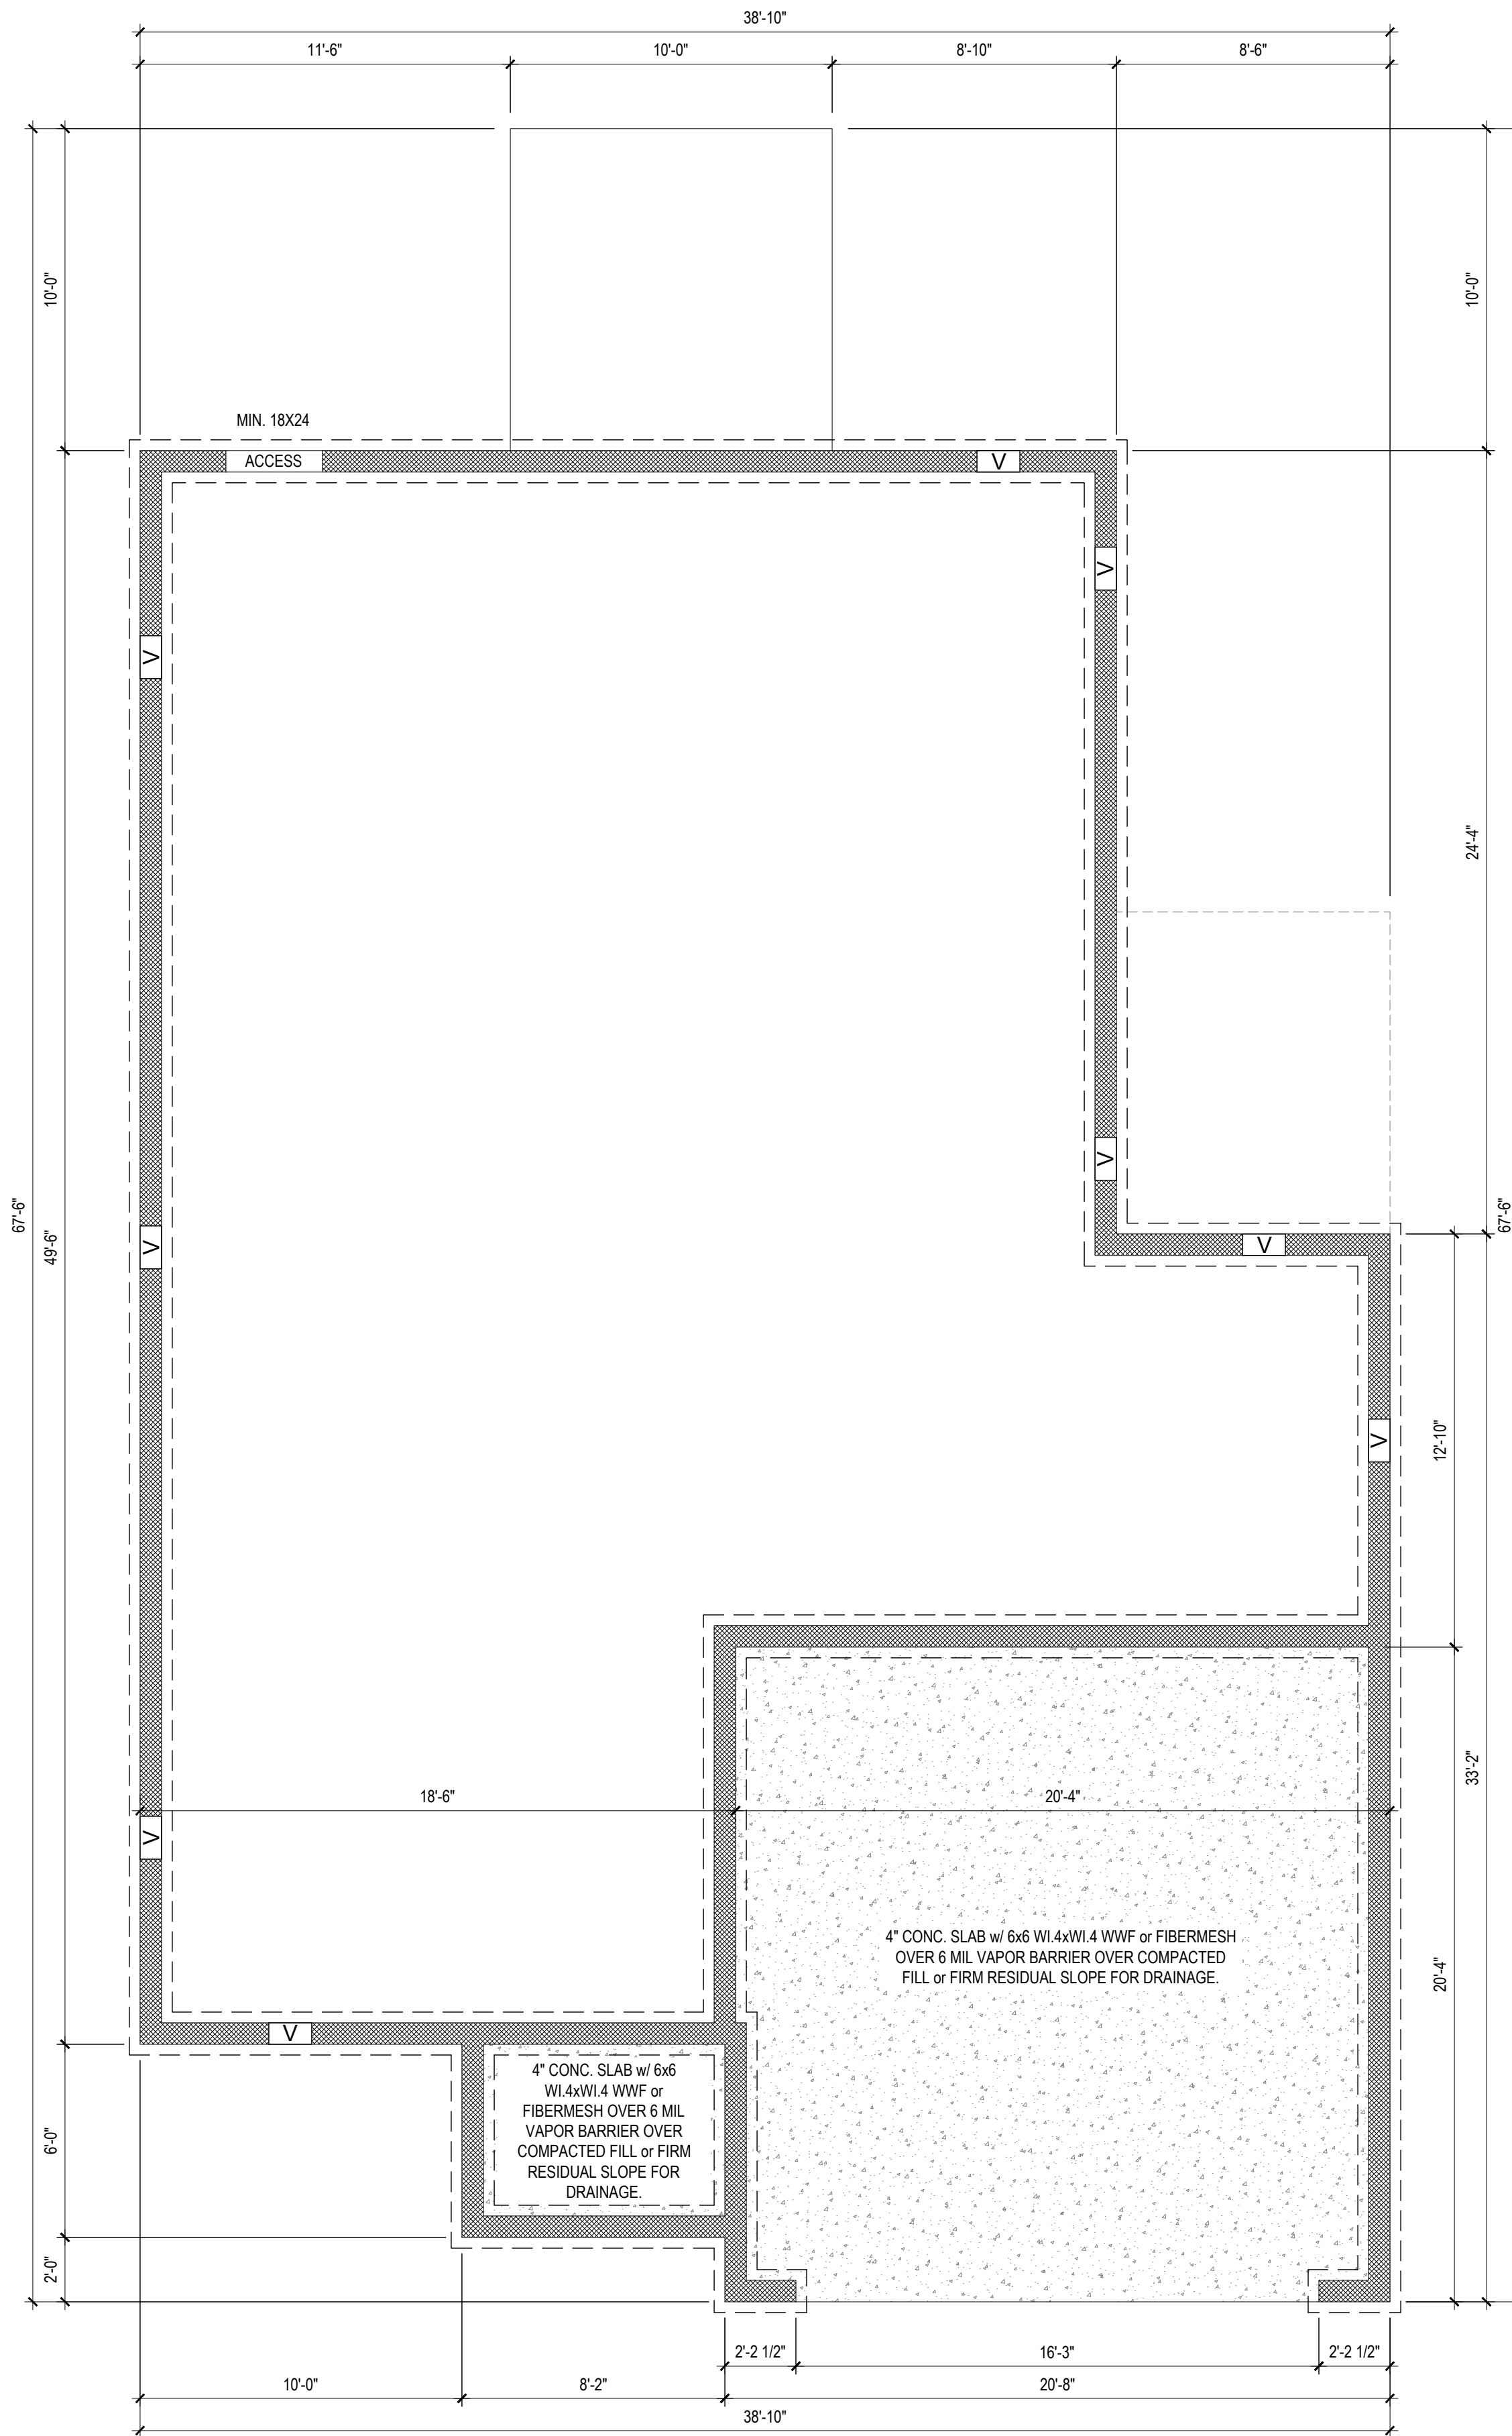 38'-10"
11'-6"
10'-0"
8'-10"
8'-6"
10'-0"
10'-0"
MIN. 18X24
ACCESS
V
V
V
24'-4"
V
67'-6"
49'-6"
V
V
67'-6"
12'-10"
V
33'-2"
18'-6"
20'-4"
V
4" CONC. SLAB w/ 6x6 WI.4xWI.4 WWF or FIBERMESH
OVER 6 MIL VAPOR BARRIER OVER COMPACTED
FILL or FIRM RESIDUAL SLOPE FOR DRAINAGE.
20'-4"
V
4" CONC. SLAB w/ 6x6
WI.4xWI.4 WWF or
FIBERMESH OVER 6 MIL
VAPOR BARRIER OVER
COMPACTED FILL or FIRM
RESIDUAL SLOPE FOR
DRAINAGE.
6'-0"
2'-0"
2'-2 1/2"
16'-3"
2'-2 1/2"
10'-0"
8'-2"
20'-8"
38'-10"
V